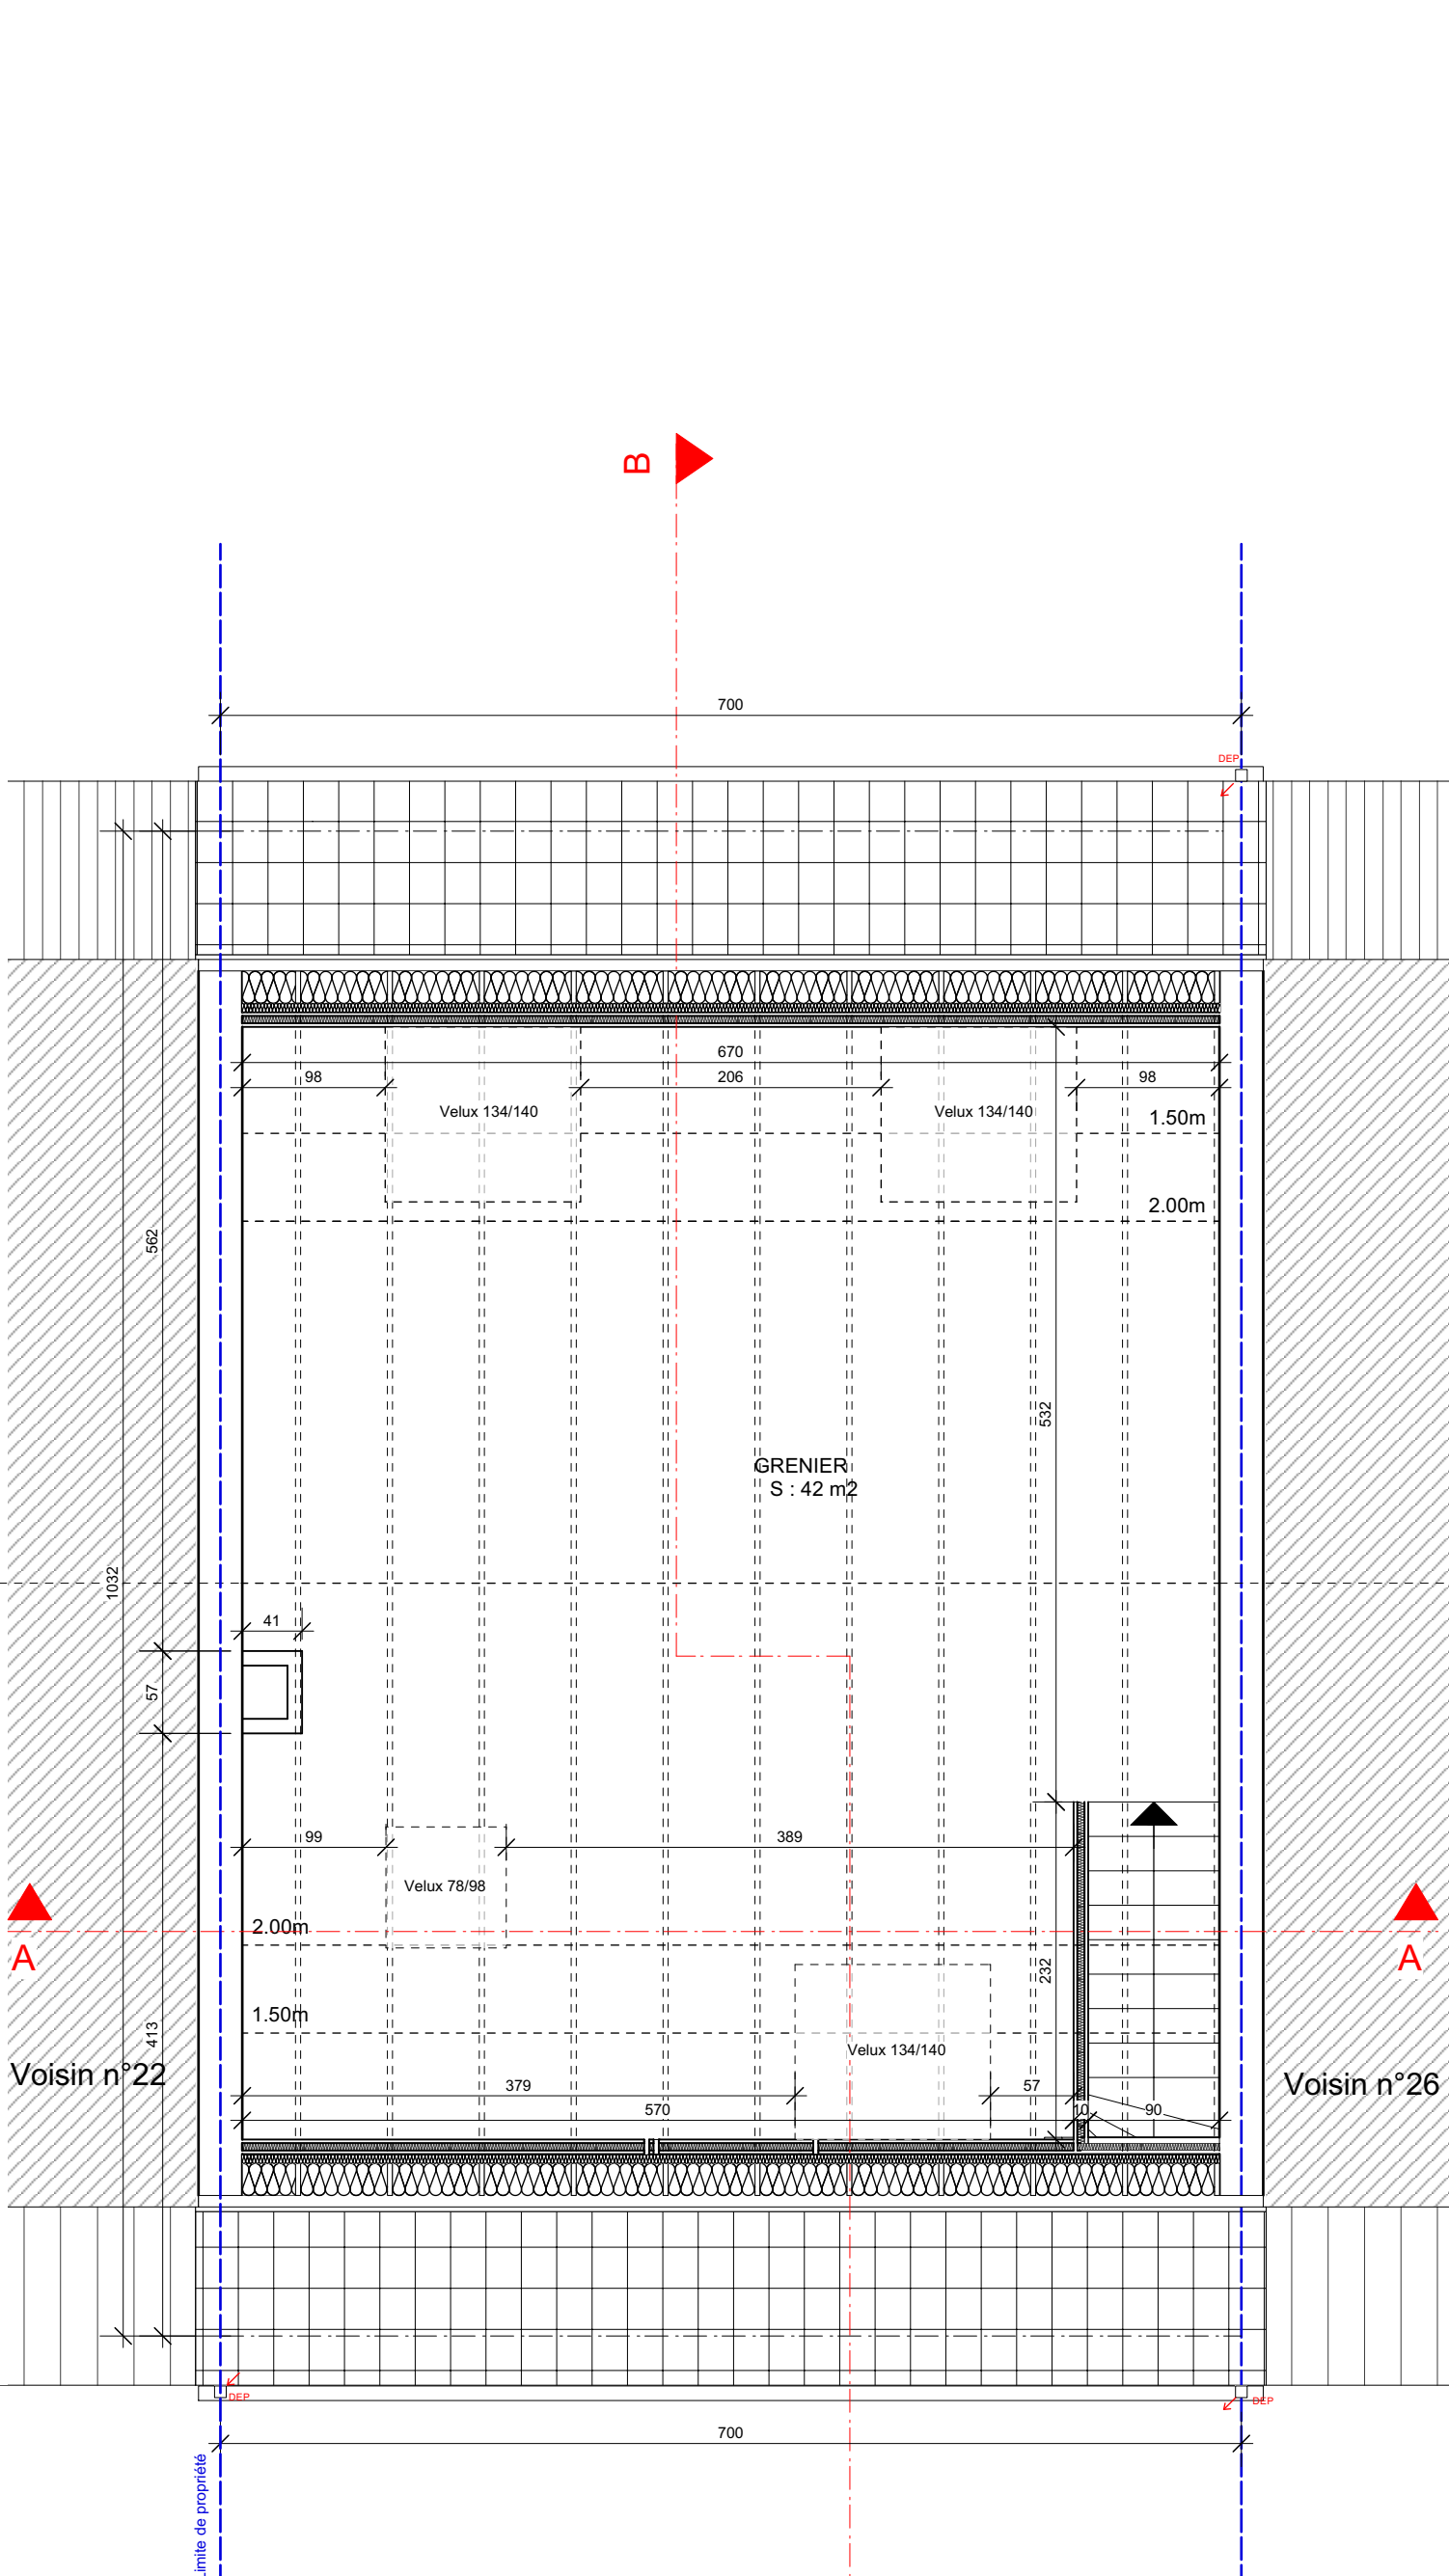 B
700
DEP
670
98
206
98
Velux 134/140
Velux 134/140
1.50m
2.00m
562
532
GRENIER
S : 42 m2
1032
41
57
99
389
Velux 78/98
2.00m
A
A
232
1.50m
413
Voisin n°22
Velux 134/140
Voisin n°26
379
57
570
10
90
DEP
DEP
700
imite de propriété